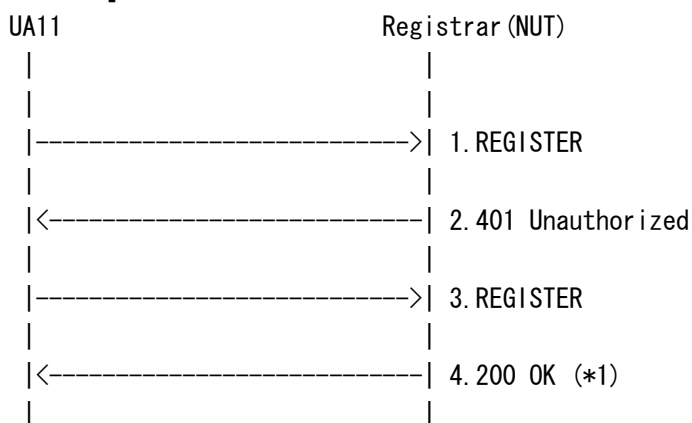 UA11 Registrar(NUT)
| |
| |
|---------------------------->| 1.REGISTER
| |
|<----------------------------| 2.401 Unauthorized
| |
|---------------------------->| 3.REGISTER
| |
|<----------------------------| 4.200 OK (*1)
| |